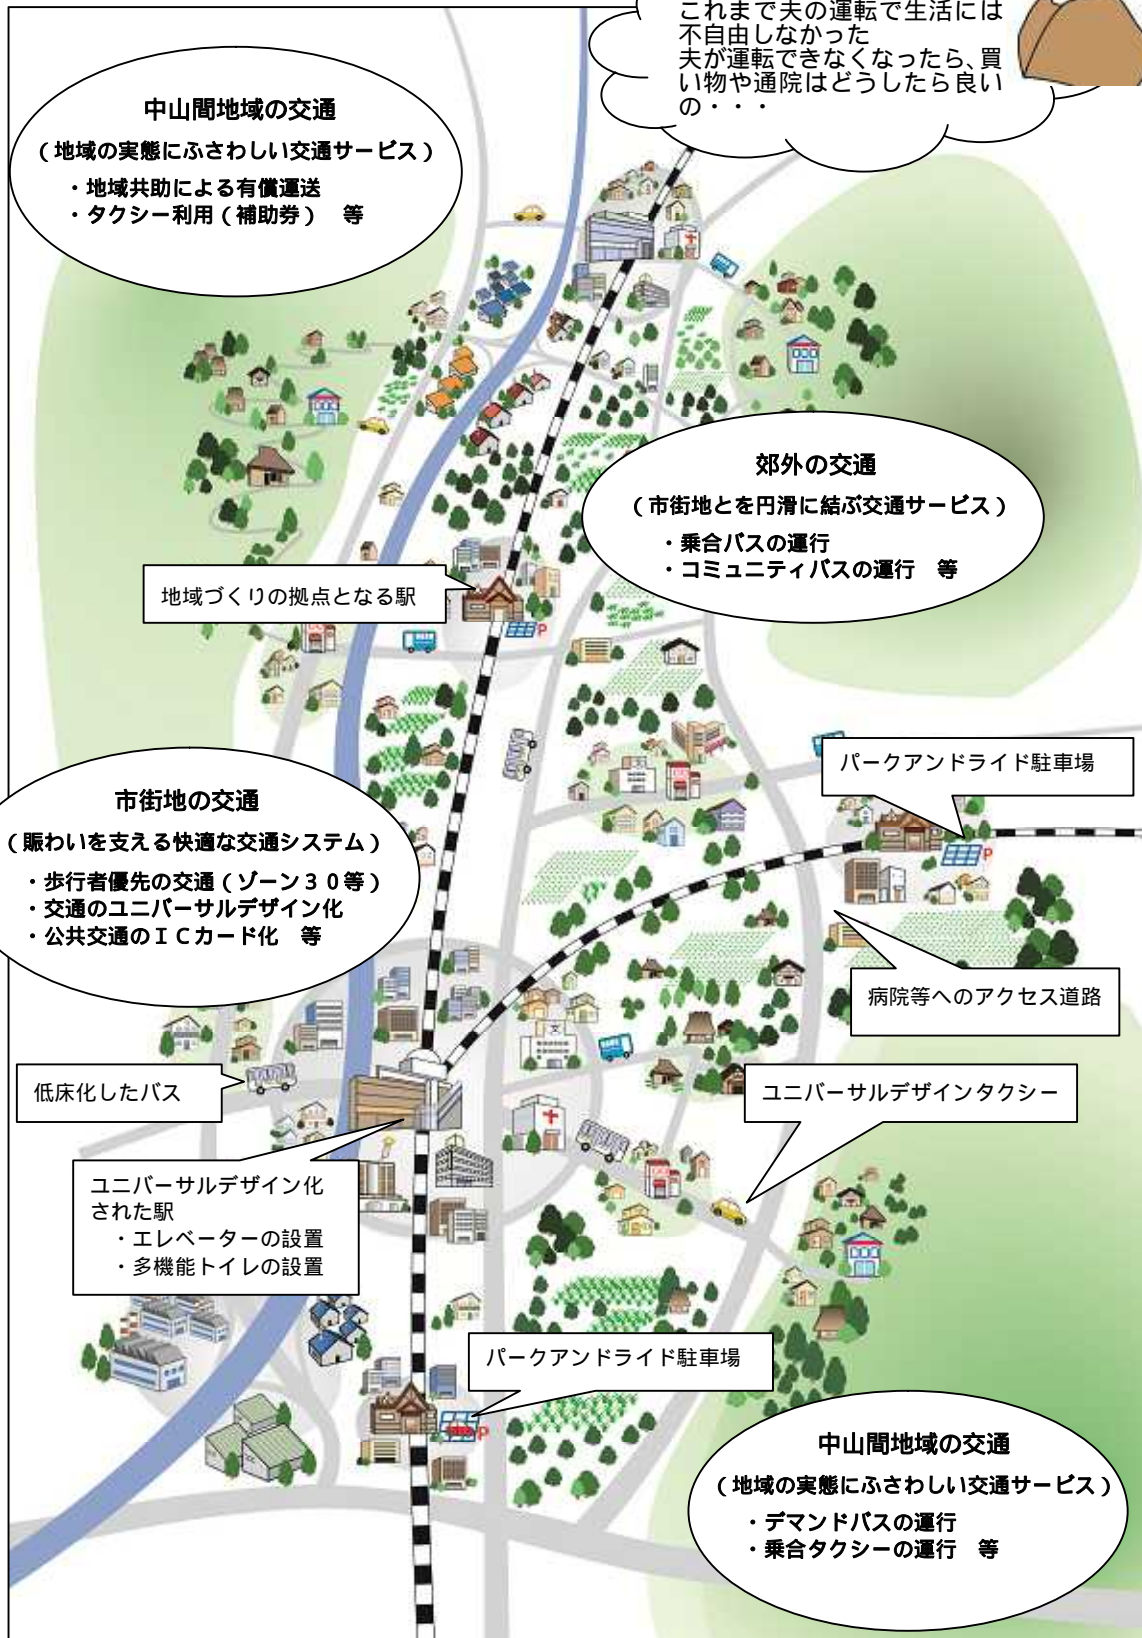 これまで夫の運転で生活には
不自由しなかった
夫が運転できなくなったら、買
い物や通院はどうしたら良い
の・・・
中山間地域の交通
（地域の実態にふさわしい交通サービス）
・地域共助による有償運送
・タクシー利用（補助券）　等
郊外の交通
（市街地とを円滑に結ぶ交通サービス）
・乗合バスの運行
・コミュニティバスの運行　等
地域づくりの拠点となる駅
P
パークアンドライド駐車場
P
市街地の交通
（賑わいを支える快適な交通システム）
・歩行者優先の交通（ゾーン３０等）
・交通のユニバーサルデザイン化
・公共交通のＩＣカード化　等
病院等へのアクセス道路
文
低床化したバス
ユニバーサルデザインタクシー
ユニバーサルデザイン化
された駅
・エレベーターの設置
・多機能トイレの設置
パークアンドライド駐車場
P
中山間地域の交通
（地域の実態にふさわしい交通サービス）
・デマンドバスの運行
・乗合タクシーの運行　等